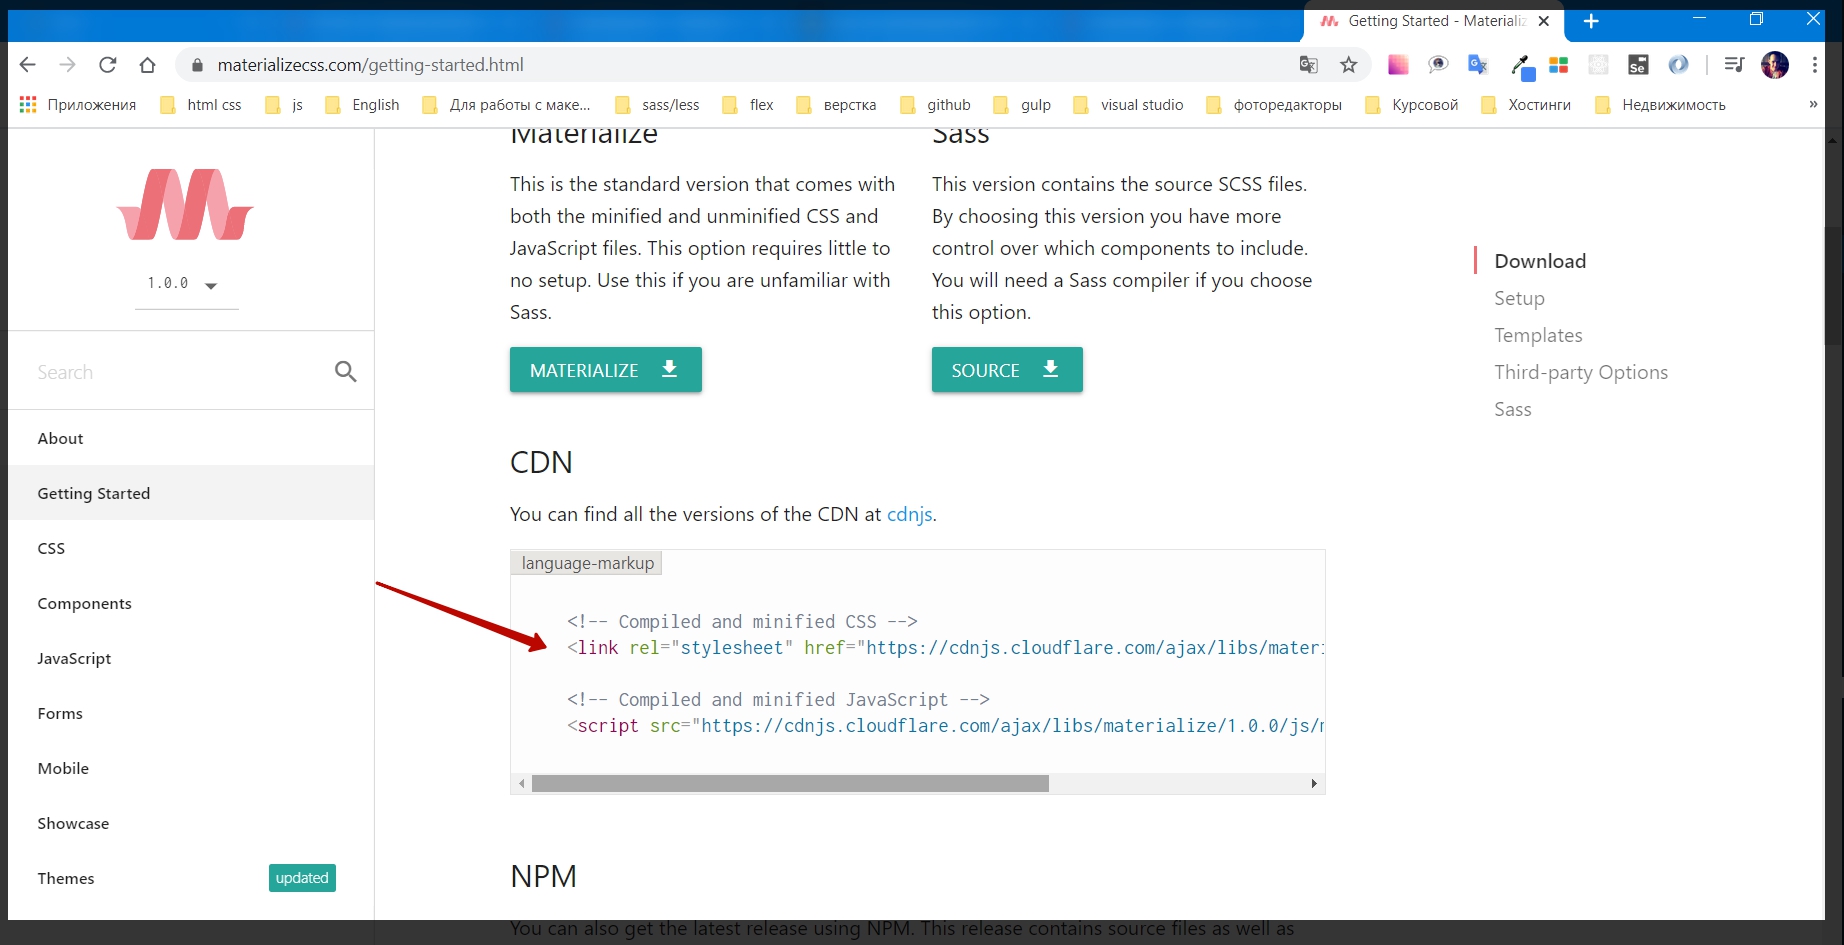 Getting Started - Materializ
materializecss.com/getting-started.html
Приложения html css js English Для работы с маке... sass/less flex верстка github gulp visual studio фоторедакторы Курсовой Хостинги Недвижимость »
1.0.0
Search
About
Getting Started
CSS
Components
JavaScript
Forms
Mobile
Showcase
Themes updated
Materialize
This is the standard version that comes with
both the minified and unminified CSS and
JavaScript files. This option requires little to
no setup. Use this if you are unfamiliar with
Sass.
MATERIALIZE
Sass
This version contains the source SCSS files.
By choosing this version you have more
control over which components to include.
You will need a Sass compiler if you choose
this option.
SOURCE
CDN
You can find all the versions of the CDN at cdnjs.
language-markup
<!-- Compiled and minified CSS -->
<link rel="stylesheet" href="https://cdnjs.cloudflare.com/ajax/libs/materi
<!-- Compiled and minified JavaScript -->
<script src="https://cdnjs.cloudflare.com/ajax/libs/materialize/1.0.0/js/
NPM
You can also get the latest release using NPM. This release contains source files as well as
Download
Setup
Templates
Third-party Options
Sass